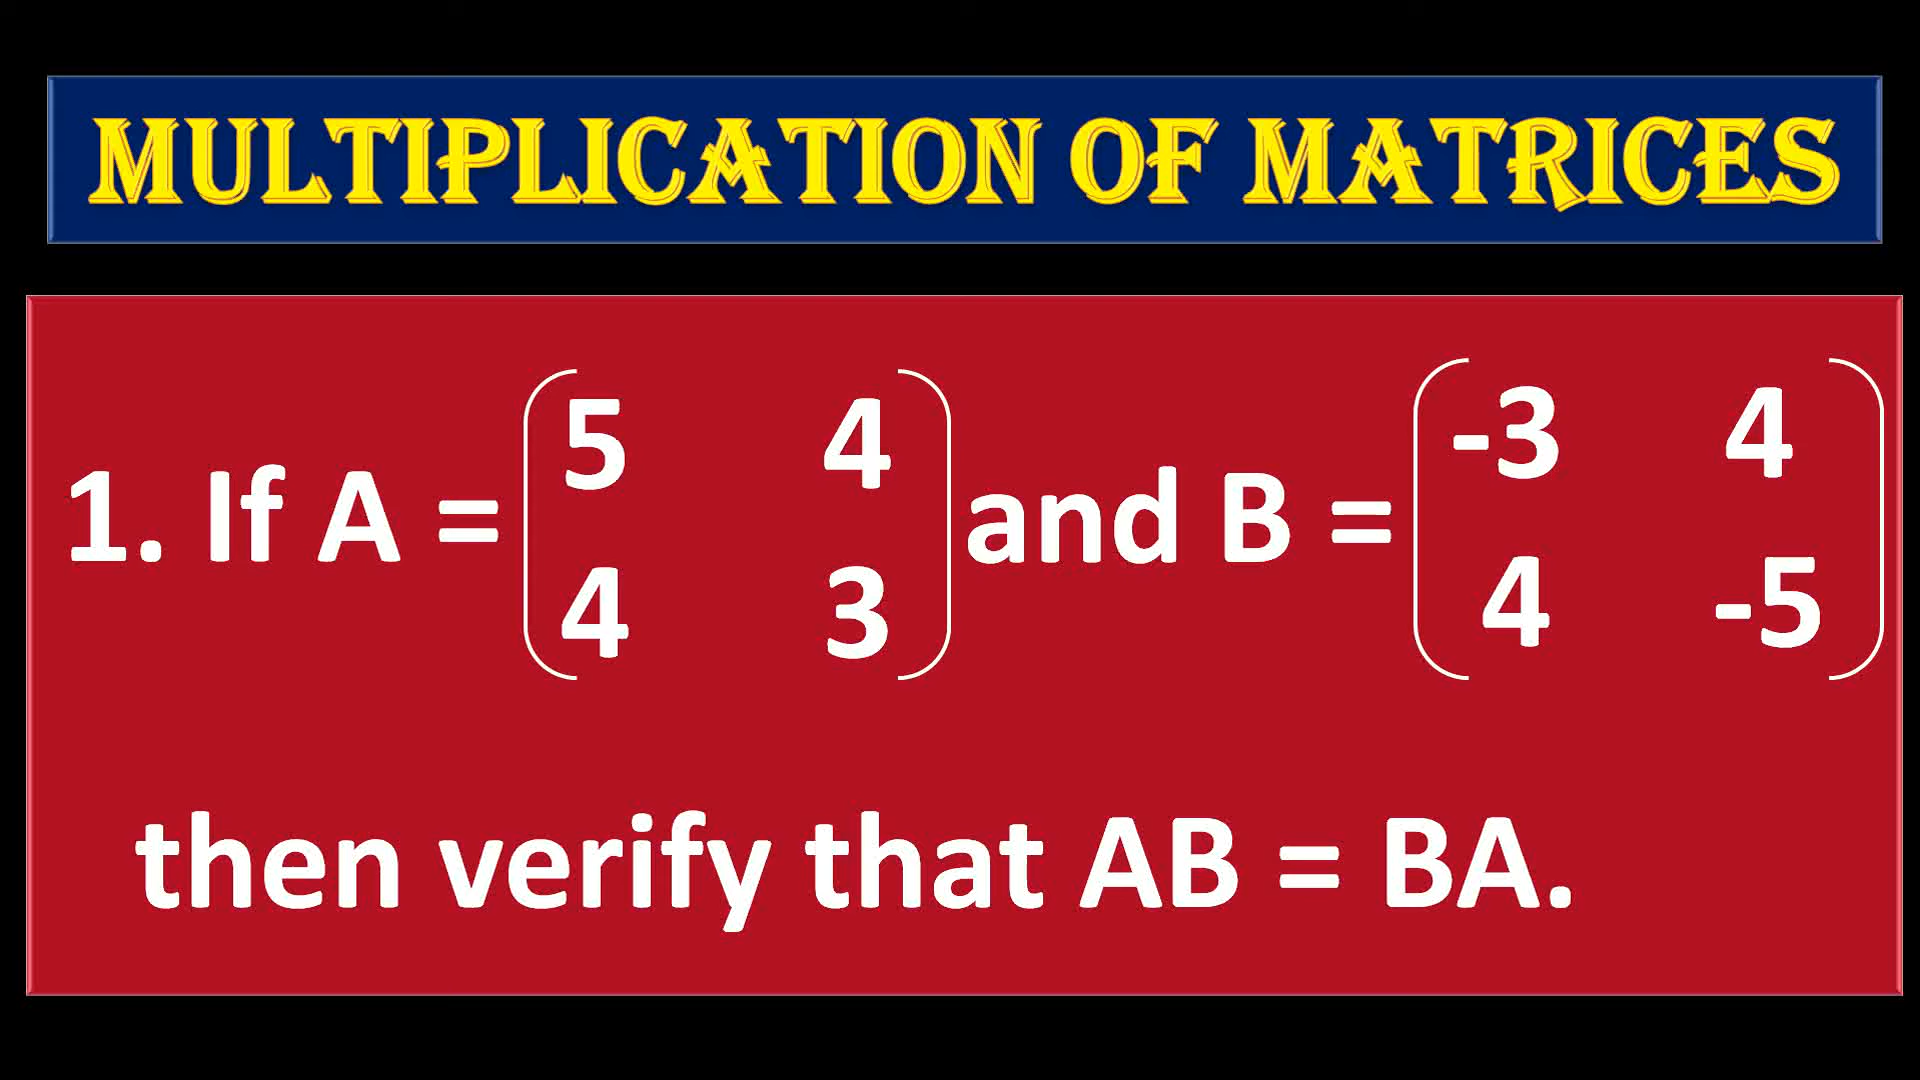 MULTIPLICATION OF MATRICES
5 4 -3 4
1. If A = and B =
4 3 4 -5
then verify that AB = BA.